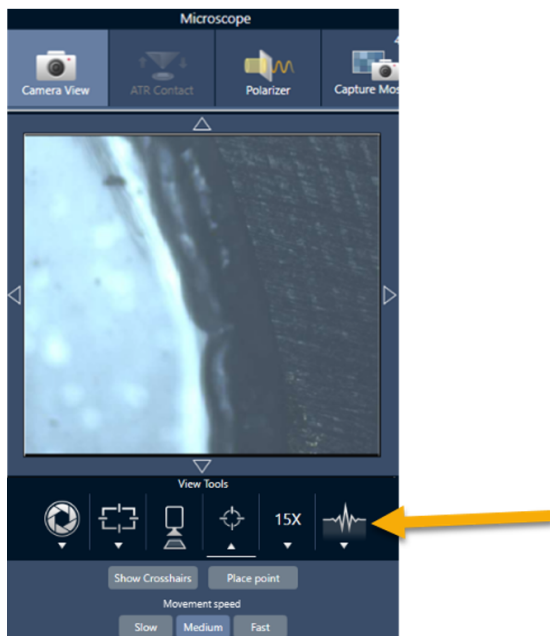 Microscope
Camera View
ATR Contact
Polarizer
Capture Mos
4
View Tools
15X
Show Crosshairs
Place point
Movement speed
Slow
Medium
Fast